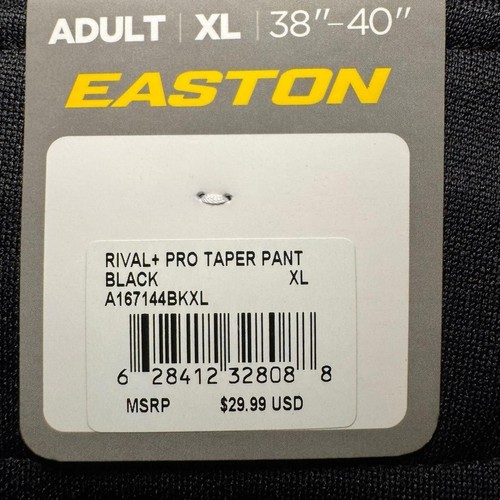 ADULT | XL | 38"-40"
EASTON
RIVAL+ PRO TAPER PANT
BLACK XL
A167144BKXL
6 28412 32808 8
MSRP $29.99 USD